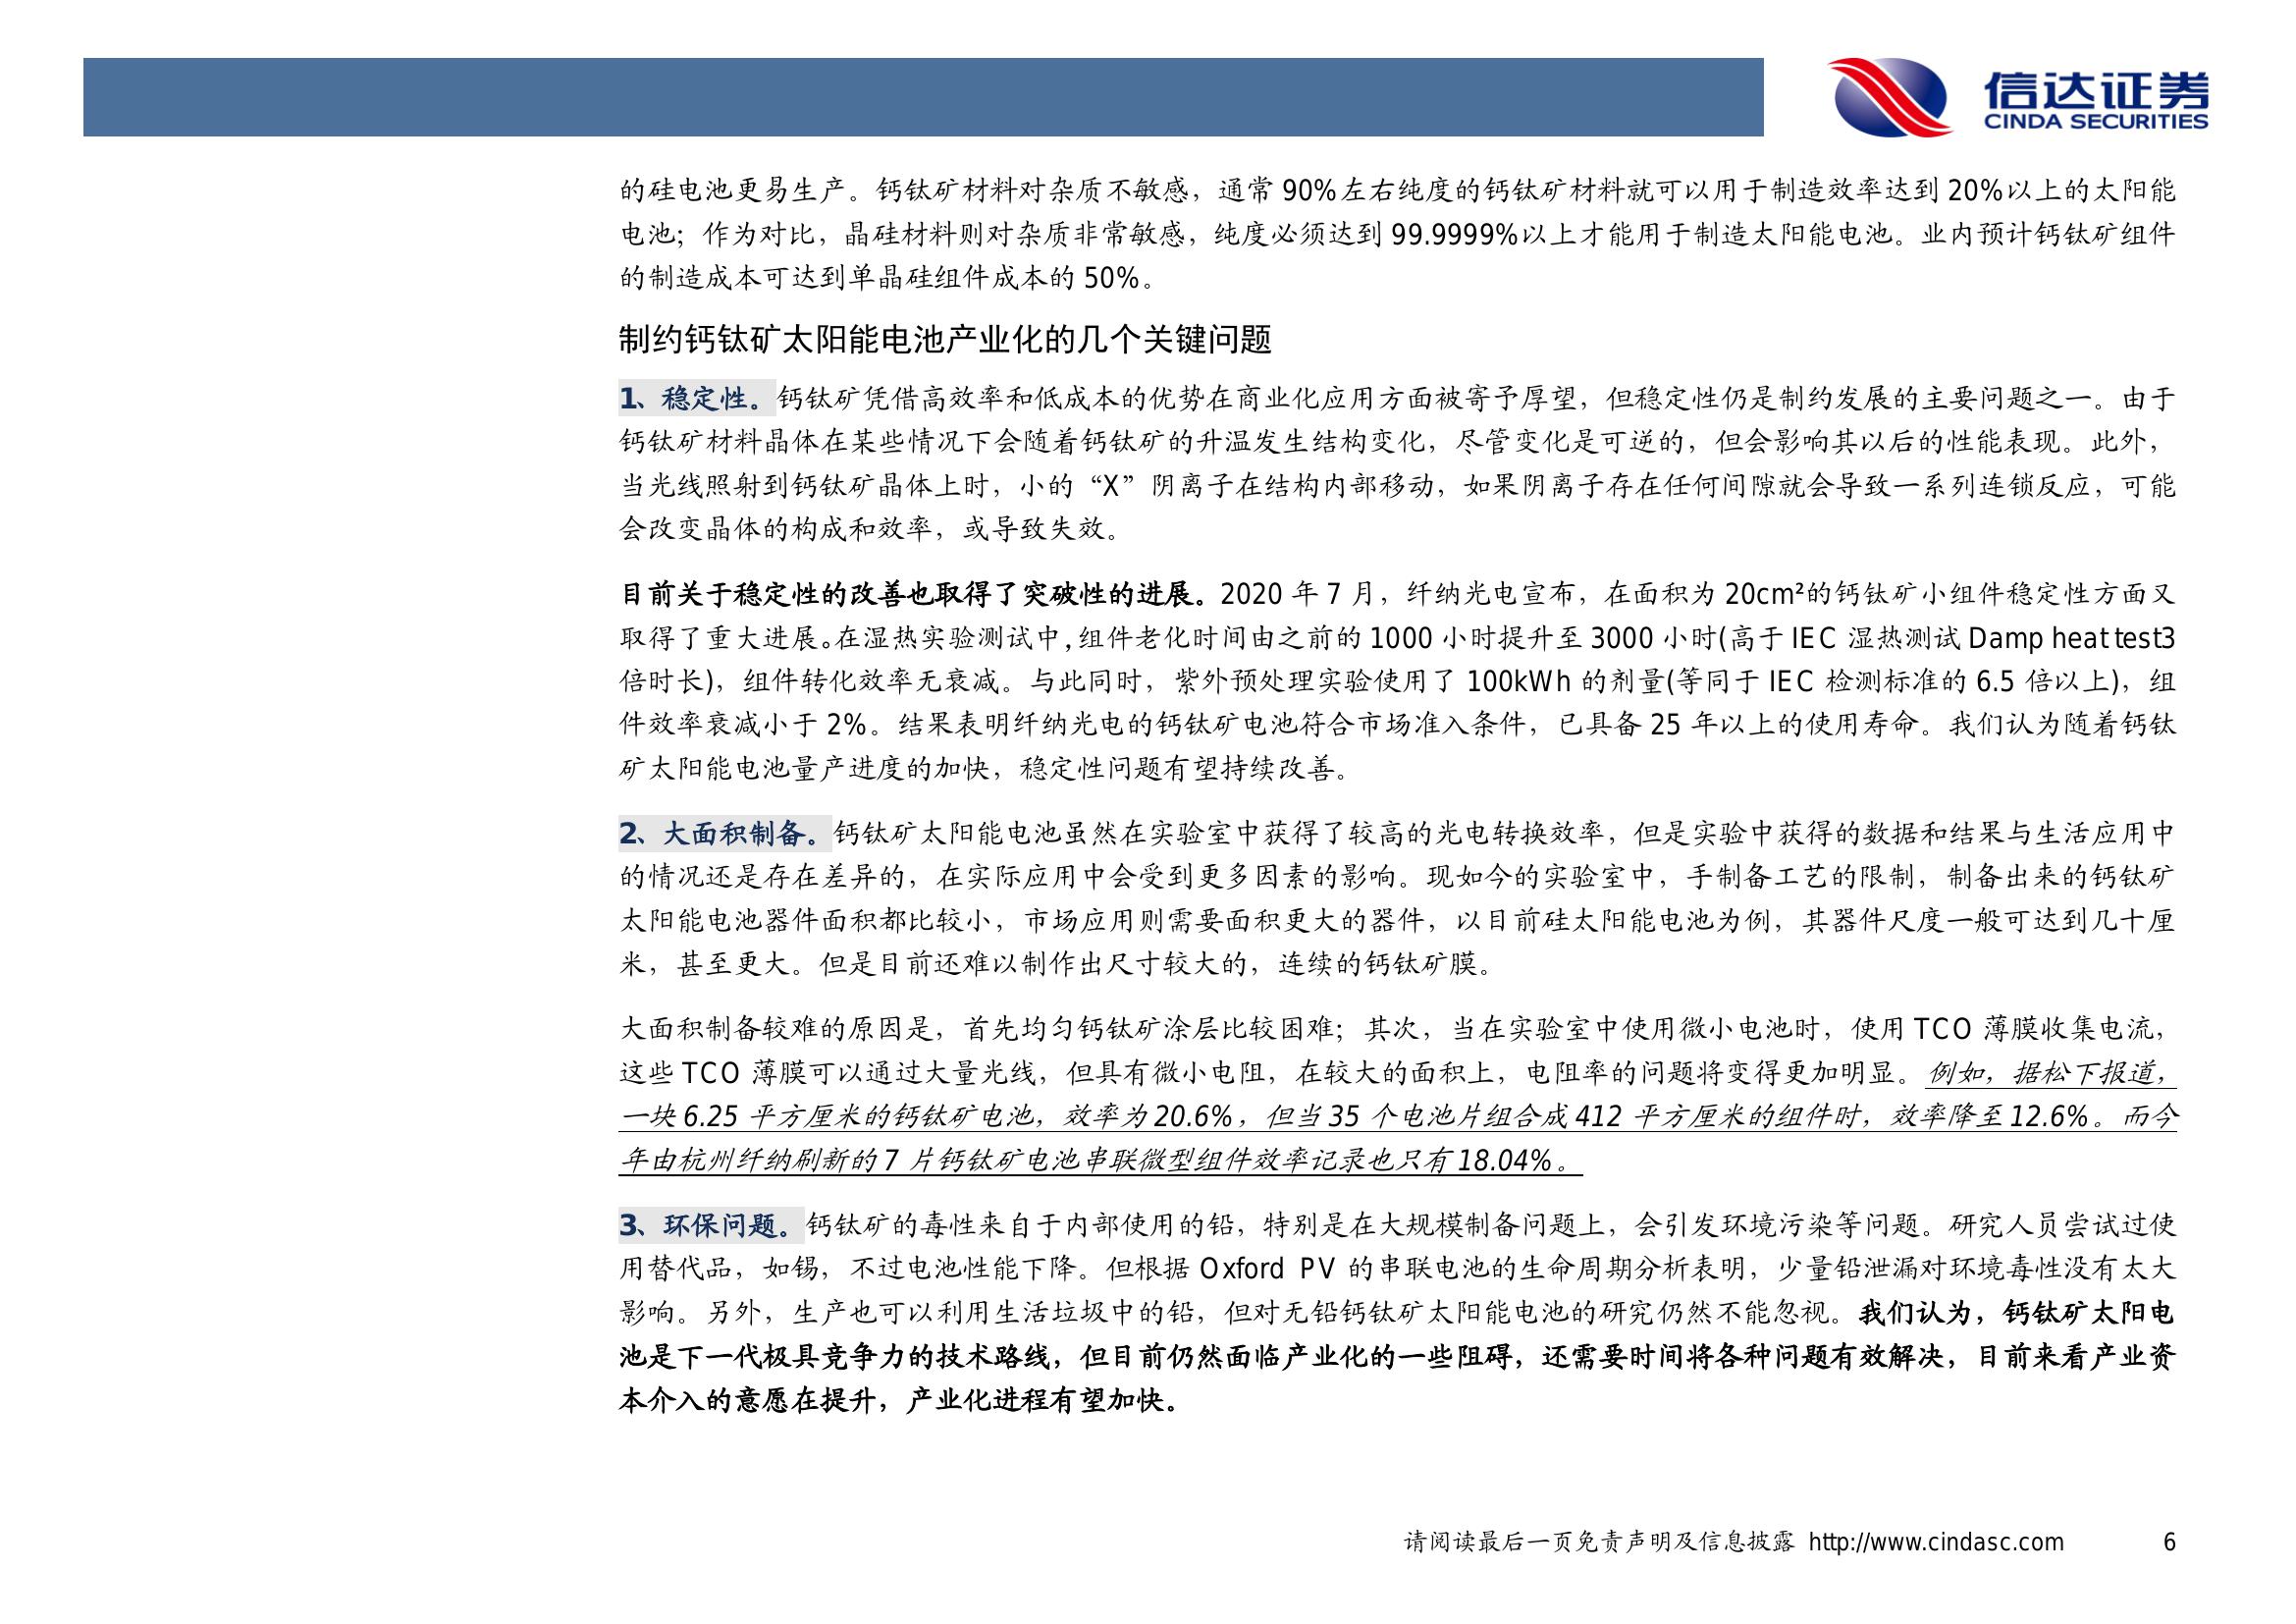 信达证券
CINDA SECURITIES
的硅电池更易生产。钙钛矿材料对杂质不敏感，通常 90%左右纯度的钙钛矿材料就可以用于制造效率达到 20%以上的太阳能
电池；作为对比，晶硅材料则对杂质非常敏感，纯度必须达到 99.9999%以上才能用于制造太阳能电池。业内预计钙钛矿组件
的制造成本可达到单晶硅组件成本的 50%。
制约钙钛矿太阳能电池产业化的几个关键问题
1、稳定性。钙钛矿凭借高效率和低成本的优势在商业化应用方面被寄予厚望，但稳定性仍是制约发展的主要问题之一。由于
钙钛矿材料晶体在某些情况下会随着钙钛矿的升温发生结构变化，尽管变化是可逆的，但会影响其以后的性能表现。此外，
当光线照射到钙钛矿晶体上时，小的“X”阴离子在结构内部移动，如果阴离子存在任何间隙就会导致一系列连锁反应，可能
会改变晶体的构成和效率，或导致失效。
目前关于稳定性的改善也取得了突破性的进展。2020 年 7 月，纤纳光电宣布，在面积为 20cm²的钙钛矿小组件稳定性方面又
取得了重大进展。在湿热实验测试中，组件老化时间由之前的 1000 小时提升至 3000 小时(高于 IEC 湿热测试 Damp heat test3
倍时长)，组件转化效率无衰减。与此同时，紫外预处理实验使用了 100kWh 的剂量(等同于 IEC 检测标准的 6.5 倍以上)，组
件效率衰减小于 2%。结果表明纤纳光电的钙钛矿电池符合市场准入条件，已具备 25 年以上的使用寿命。我们认为随着钙钛
矿太阳能电池量产进度的加快，稳定性问题有望持续改善。
2、大面积制备。钙钛矿太阳能电池虽然在实验室中获得了较高的光电转换效率，但是实验中获得的数据和结果与生活应用中
的情况还是存在差异的，在实际应用中会受到更多因素的影响。现如今的实验室中，手制备工艺的限制，制备出来的钙钛矿
太阳能电池器件面积都比较小，市场应用则需要面积更大的器件，以目前硅太阳能电池为例，其器件尺度一般可达到几十厘
米，甚至更大。但是目前还难以制作出尺寸较大的，连续的钙钛矿膜。
大面积制备较难的原因是，首先均匀钙钛矿涂层比较困难；其次，当在实验室中使用微小电池时，使用 TCO 薄膜收集电流，
这些 TCO 薄膜可以通过大量光线，但具有微小电阻，在较大的面积上，电阻率的问题将变得更加明显。例如，据松下报道，
一块 6.25 平方厘米的钙钛矿电池，效率为 20.6%，但当 35 个电池片组合成 412 平方厘米的组件时，效率降至 12.6%。而今
年由杭州纤纳刷新的 7 片钙钛矿电池串联微型组件效率记录也只有 18.04%。
3、环保问题。钙钛矿的毒性来自于内部使用的铅，特别是在大规模制备问题上，会引发环境污染等问题。研究人员尝试过使
用替代品，如锡，不过电池性能下降。但根据 Oxford PV 的串联电池的生命周期分析表明，少量铅泄漏对环境毒性没有太大
影响。另外，生产也可以利用生活垃圾中的铅，但对无铅钙钛矿太阳能电池的研究仍然不能忽视。我们认为，钙钛矿太阳电
池是下一代极具竞争力的技术路线，但目前仍然面临产业化的一些阻碍，还需要时间将各种问题有效解决，目前来看产业资
本介入的意愿在提升，产业化进程有望加快。
请阅读最后一页免责声明及信息披露 http://www.cindasc.com 6